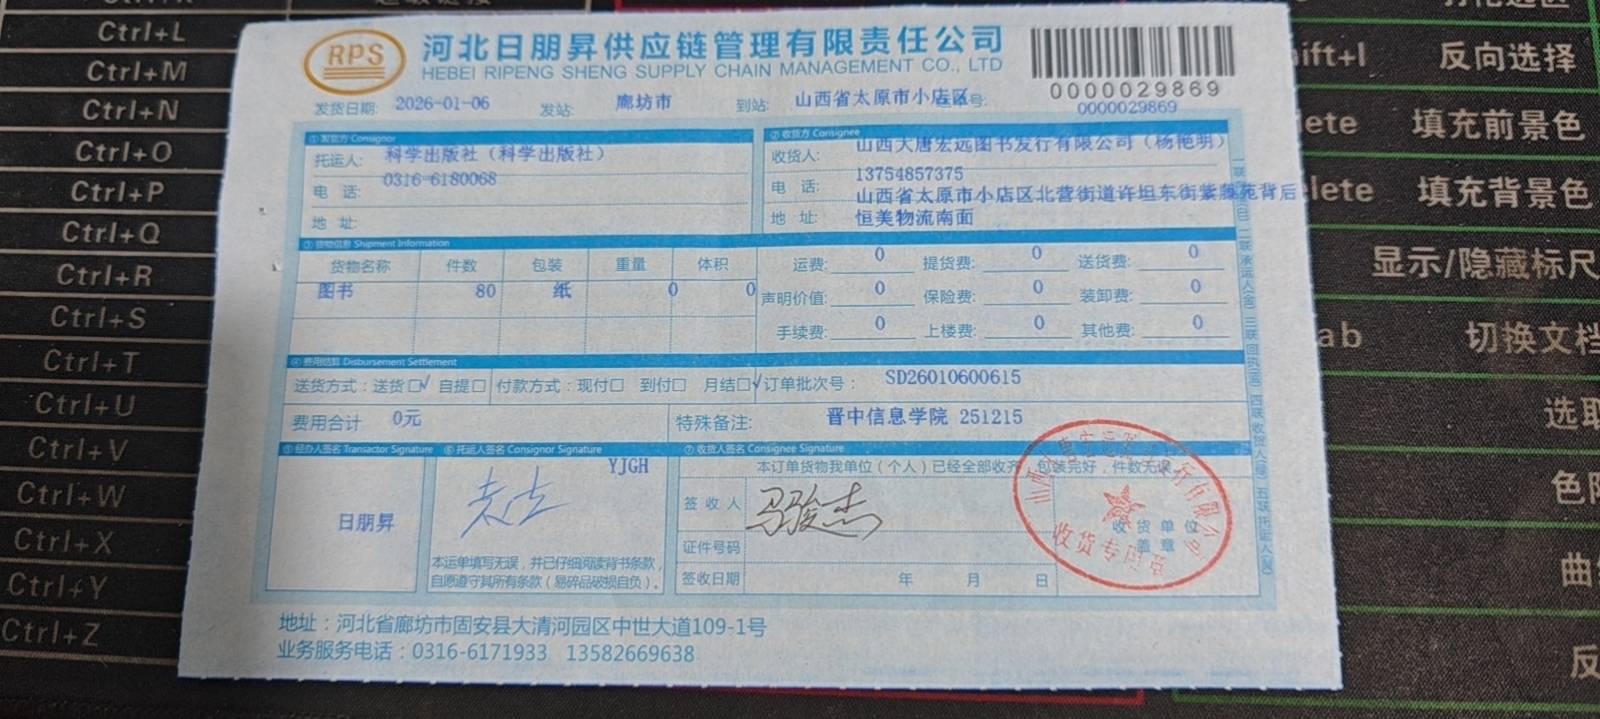 RPS
河北日朋昇供应链管理有限责任公司
HEBEI RIPENG SHENG SUPPLY CHAIN MANAGEMENT CO., LTD
0000029869
发货日期: 2026-01-06 发站: 廊坊市 到站: 山西省太原市小店区 号: 0000029869
①发货方 Consignor ②收货方 Consignee
托运人: 科学出版社（科学出版社） 收货人: 山西大唐宏远图书发行有限公司（杨艳明）
电 话: 0316-6180068 电 话: 13754857375
地 址: 地 址: 山西省太原市小店区北营街道许坦东街紫藤苑背后
恒美物流南面
③货物信息 Shipment Information
货物名称 件数 包装 重量 体积 运费: 0 提货费: 0 送货费: 0
图书 80 纸 0 0 声明价值: 0 保险费: 0 装卸费: 0
手续费: 0 上楼费: 0 其他费: 0
④费用结算 Disbursement Settlement
送货方式：送货☐√ 自提☐ 付款方式：现付☐ 到付☐ 月结☐√ 订单批次号： SD26010600615
费用合计 0元 特殊备注: 晋中信息学院 251215
⑤经办人签名 Transactor Signature ⑥托运人签名 Consignor Signature ⑦收货人签名 Consignee Signature
YJGH 本订单货物我单位（个人）已经全部收齐，包装完好，件数无误。
日朋昇
签 收 人 马骏杰
收 货 单 位
盖 章
收货专用章
证件号码
本运单填写无误，并已仔细阅读背书条款，
自愿遵守其所有条款（易碎品破损自负）。
签收日期 年 月 日
地址：河北省廊坊市固安县大清河园区中世大道109-1号
业务服务电话：0316-6171933 13582669638
Ctrl+L
Ctrl+M
Ctrl+N
Ctrl+O
Ctrl+P
Ctrl+Q
Ctrl+R
Ctrl+S
Ctrl+T
Ctrl+U
Ctrl+V
Ctrl+W
Ctrl+X
Ctrl+Y
Ctrl+Z
ift+I 反向选择
lete 填充前景色
elete 填充背景色
显示/隐藏标尺
ab 切换文档
选取